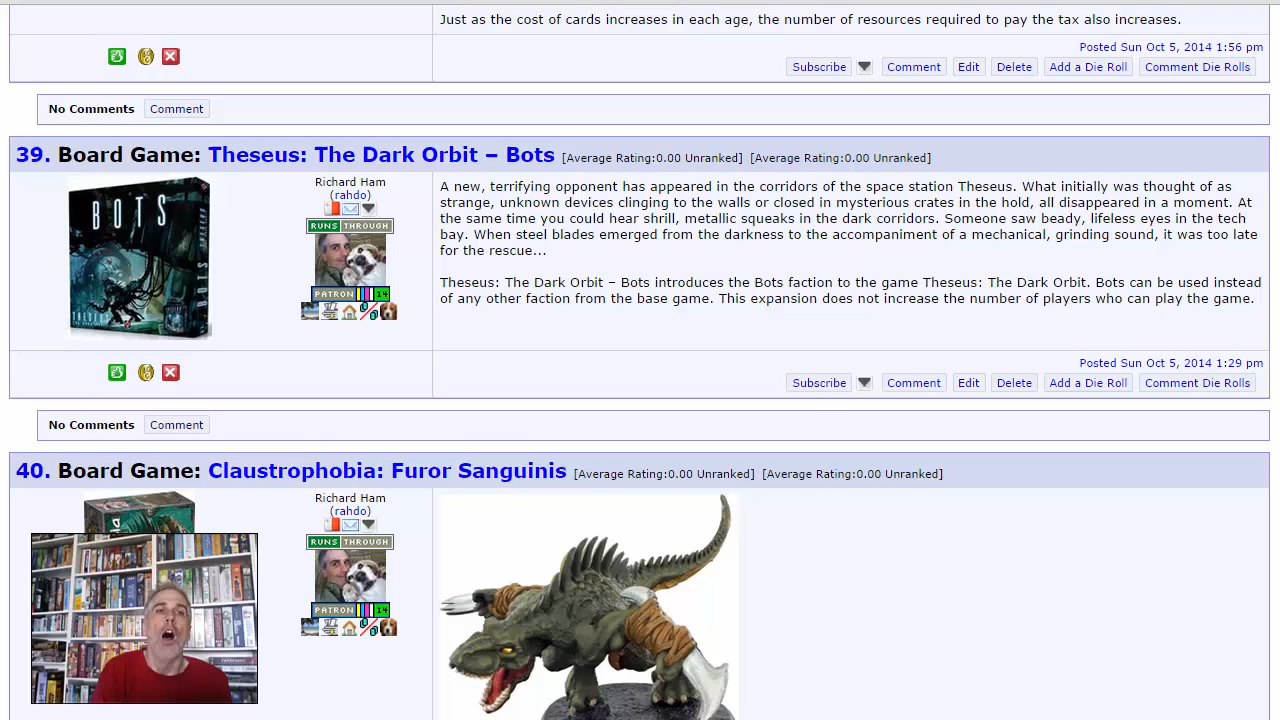 Just as the cost of cards increases in each age, the number of resources required to pay the tax also increases.
Posted Sun Oct 5, 2014 1:56 pm
Subscribe Comment Edit Delete Add a Die Roll Comment Die Rolls
No Comments Comment
39. Board Game: Theseus: The Dark Orbit – Bots [Average Rating:0.00 Unranked] [Average Rating:0.00 Unranked]
BOTS
BOTS
THESEUS
Richard Ham
(rahdo)
RUNS THROUGH
PATRON 14
A new, terrifying opponent has appeared in the corridors of the space station Theseus. What initially was thought of as
strange, unknown devices clinging to the walls or closed in mysterious crates in the hold, all disappeared in a moment. At
the same time you could hear shrill, metallic squeaks in the dark corridors. Someone saw beady, lifeless eyes in the tech
bay. When steel blades emerged from the darkness to the accompaniment of a mechanical, grinding sound, it was too late
for the rescue...
Theseus: The Dark Orbit – Bots introduces the Bots faction to the game Theseus: The Dark Orbit. Bots can be used instead
of any other faction from the base game. This expansion does not increase the number of players who can play the game.
Posted Sun Oct 5, 2014 1:29 pm
Subscribe Comment Edit Delete Add a Die Roll Comment Die Rolls
No Comments Comment
40. Board Game: Claustrophobia: Furor Sanguinis [Average Rating:0.00 Unranked] [Average Rating:0.00 Unranked]
Richard Ham
(rahdo)
RUNS THROUGH
PATRON 14